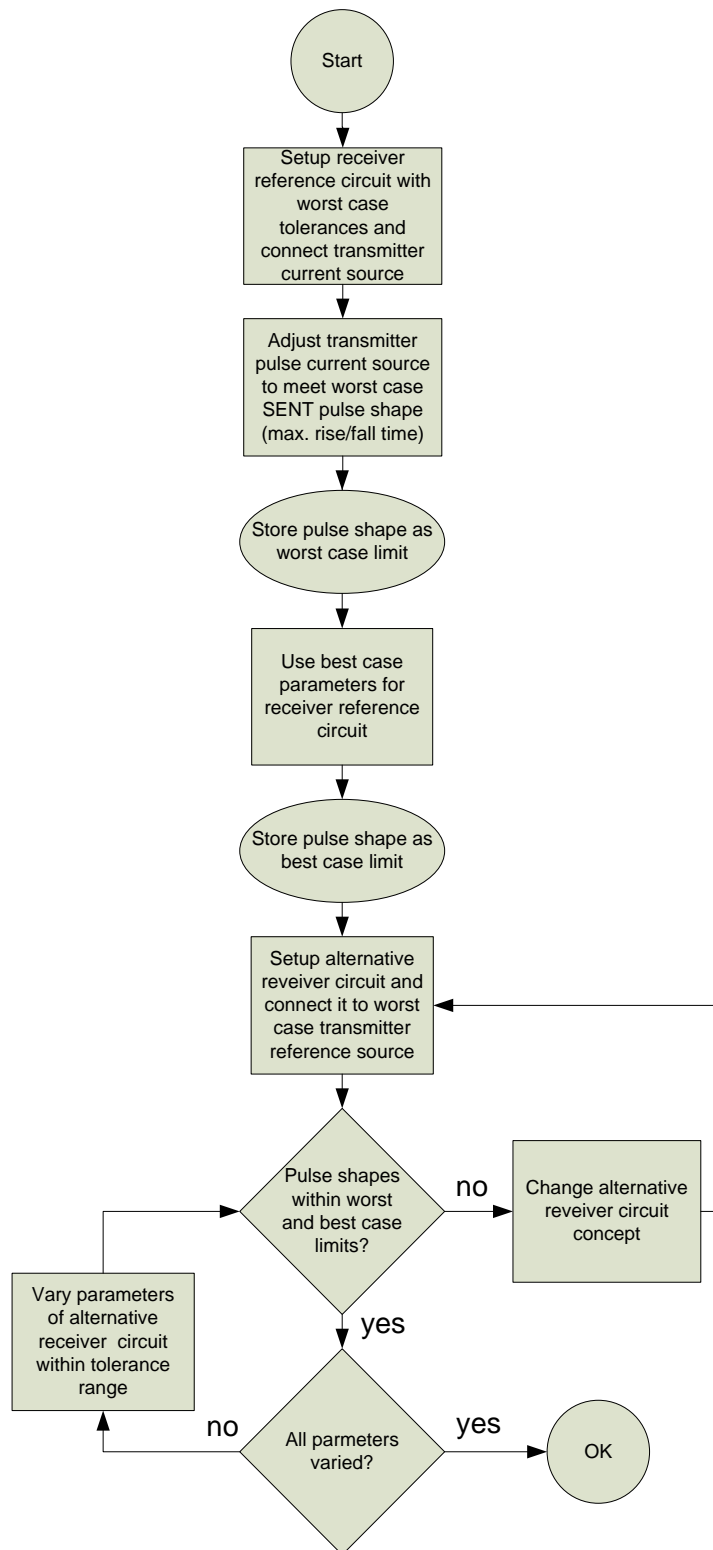 Start
Setup receiver
reference circuit with
worst case
tolerances and
connect transmitter
current source
Adjust transmitter
pulse current source
to meet worst case
SENT pulse shape
(max. rise/fall time)
Store pulse shape as
worst case limit
Use best case
parameters for
receiver reference
circuit
Store pulse shape as
best case limit
Setup alternative
reveiver circuit and
connect it to worst
case transmitter
reference source
Pulse shapes
within worst
and best case
limits?
no
Change alternative
reveiver circuit
concept
Vary parameters
of alternative
receiver circuit
within tolerance
range
yes
All parmeters
varied?
no
yes
OK